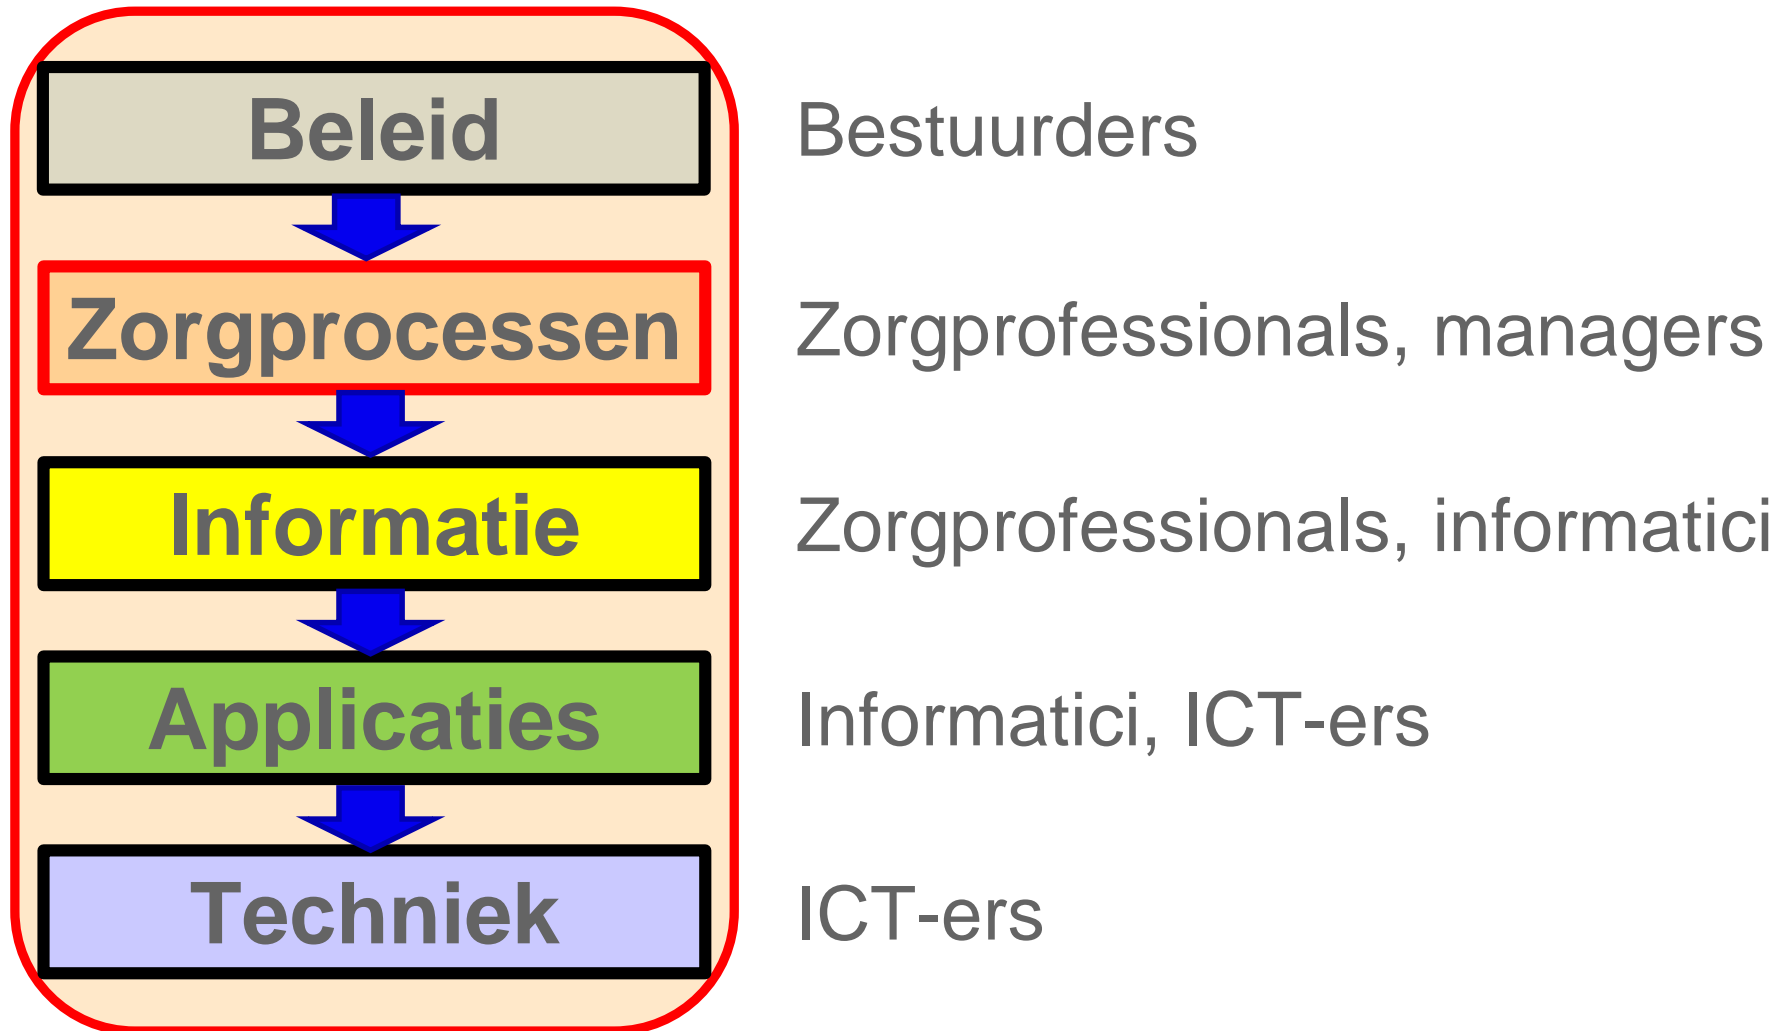 Beleid
Bestuurders
Zorgprocessen
Zorgprofessionals, managers
Informatie
Zorgprofessionals, informatici
Applicaties
Informatici, ICT-ers
Techniek
ICT-ers